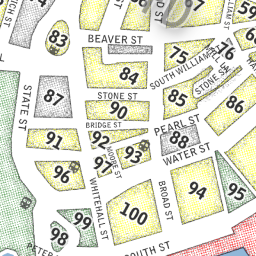 83
BEAVER ST
75
76
59
84
SOUTH WILLIAM
STONE ST
87
STATE ST
STONE ST
85
90
86
BRIDGE ST
PEARL ST
91
92
88
93
WATER ST
97
96
WHITEHALL ST
BROAD ST
94
95
100
99
98
SOUTH ST